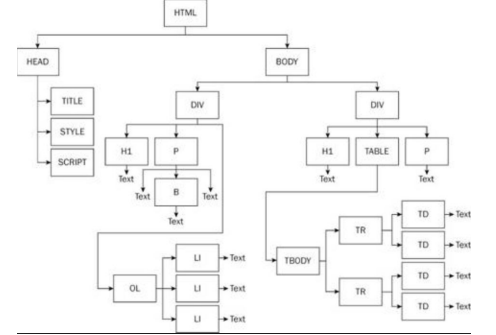 HTML
HEAD BODY
TITLE
DIV DIV
STYLE
H1 P H1 TABLE P
SCRIPT
Text Text Text
B
Text Text
Text
TD Text
TR
LI Text
TD Text
OL LI Text
TBODY
TD Text
TR
LI Text
TD Text